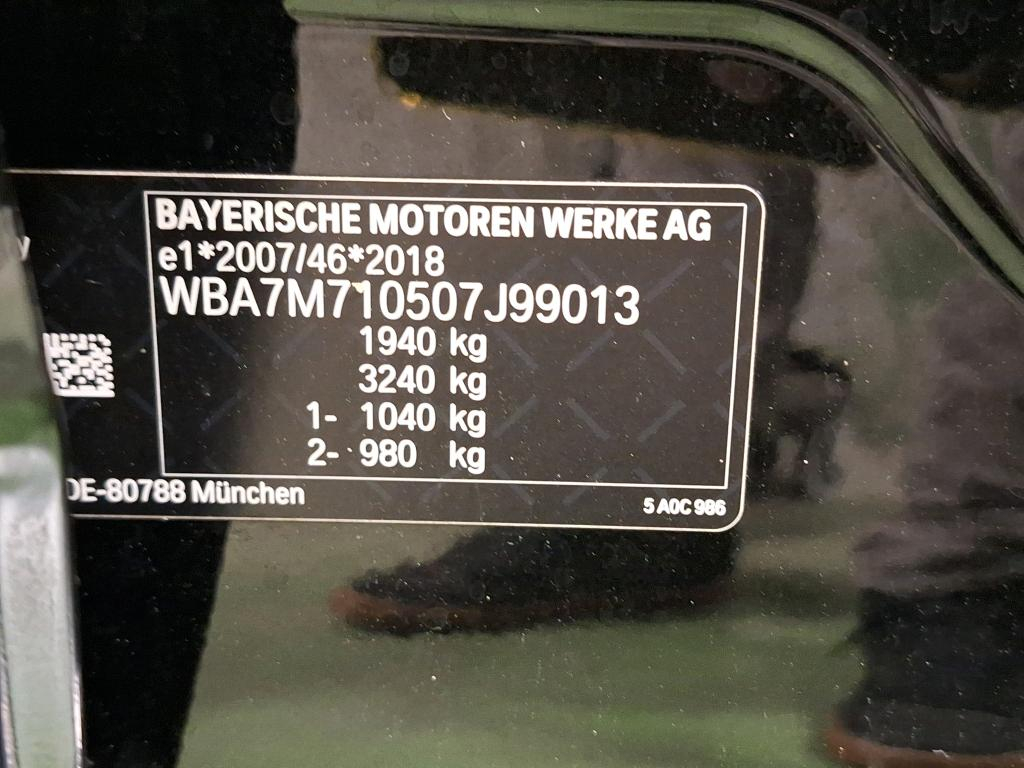 BAYERISCHE MOTOREN WERKE AG
e1*2007/46*2018
WBA7M710507J99013
1940 kg
3240 kg
1- 1040 kg
2- 980 kg
DE-80788 München
5 A0C 986